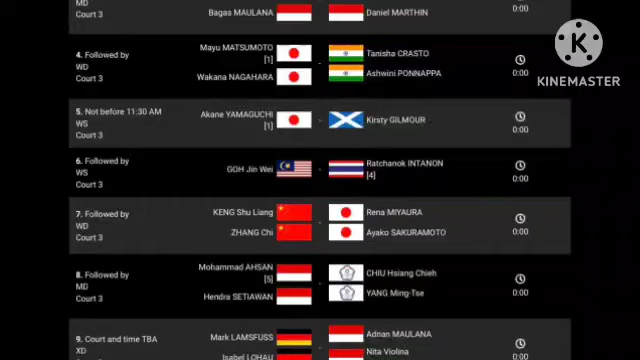 MD
Court 3
Bagas MAULANA
Daniel MARTHIN
0:00
4. Followed by
WD
Court 3
Mayu MATSUMOTO
[1]
Wakana NAGAHARA
Tanisha CRASTO
Ashwini PONNAPPA
0:00
5. Not before 11:30 AM
WS
Court 3
Akane YAMAGUCHI
[1]
Kirsty GILMOUR
0:00
6. Followed by
WS
Court 3
GOH Jin Wei
Ratchanok INTANON
[4]
0:00
7. Followed by
WD
Court 3
KENG Shu Liang
ZHANG Chi
Rena MIYAURA
Ayako SAKURAMOTO
0:00
8. Followed by
MD
Court 3
Mohammad AHSAN
[5]
Hendra SETIAWAN
CHIU Hsiang Chieh
YANG Ming-Tse
0:00
9. Court and time TBA
XD
Mark LAMSFUSS
Isabel LOHAU
Adnan MAULANA
Nita Violina
0:00
K
KINEMASTER